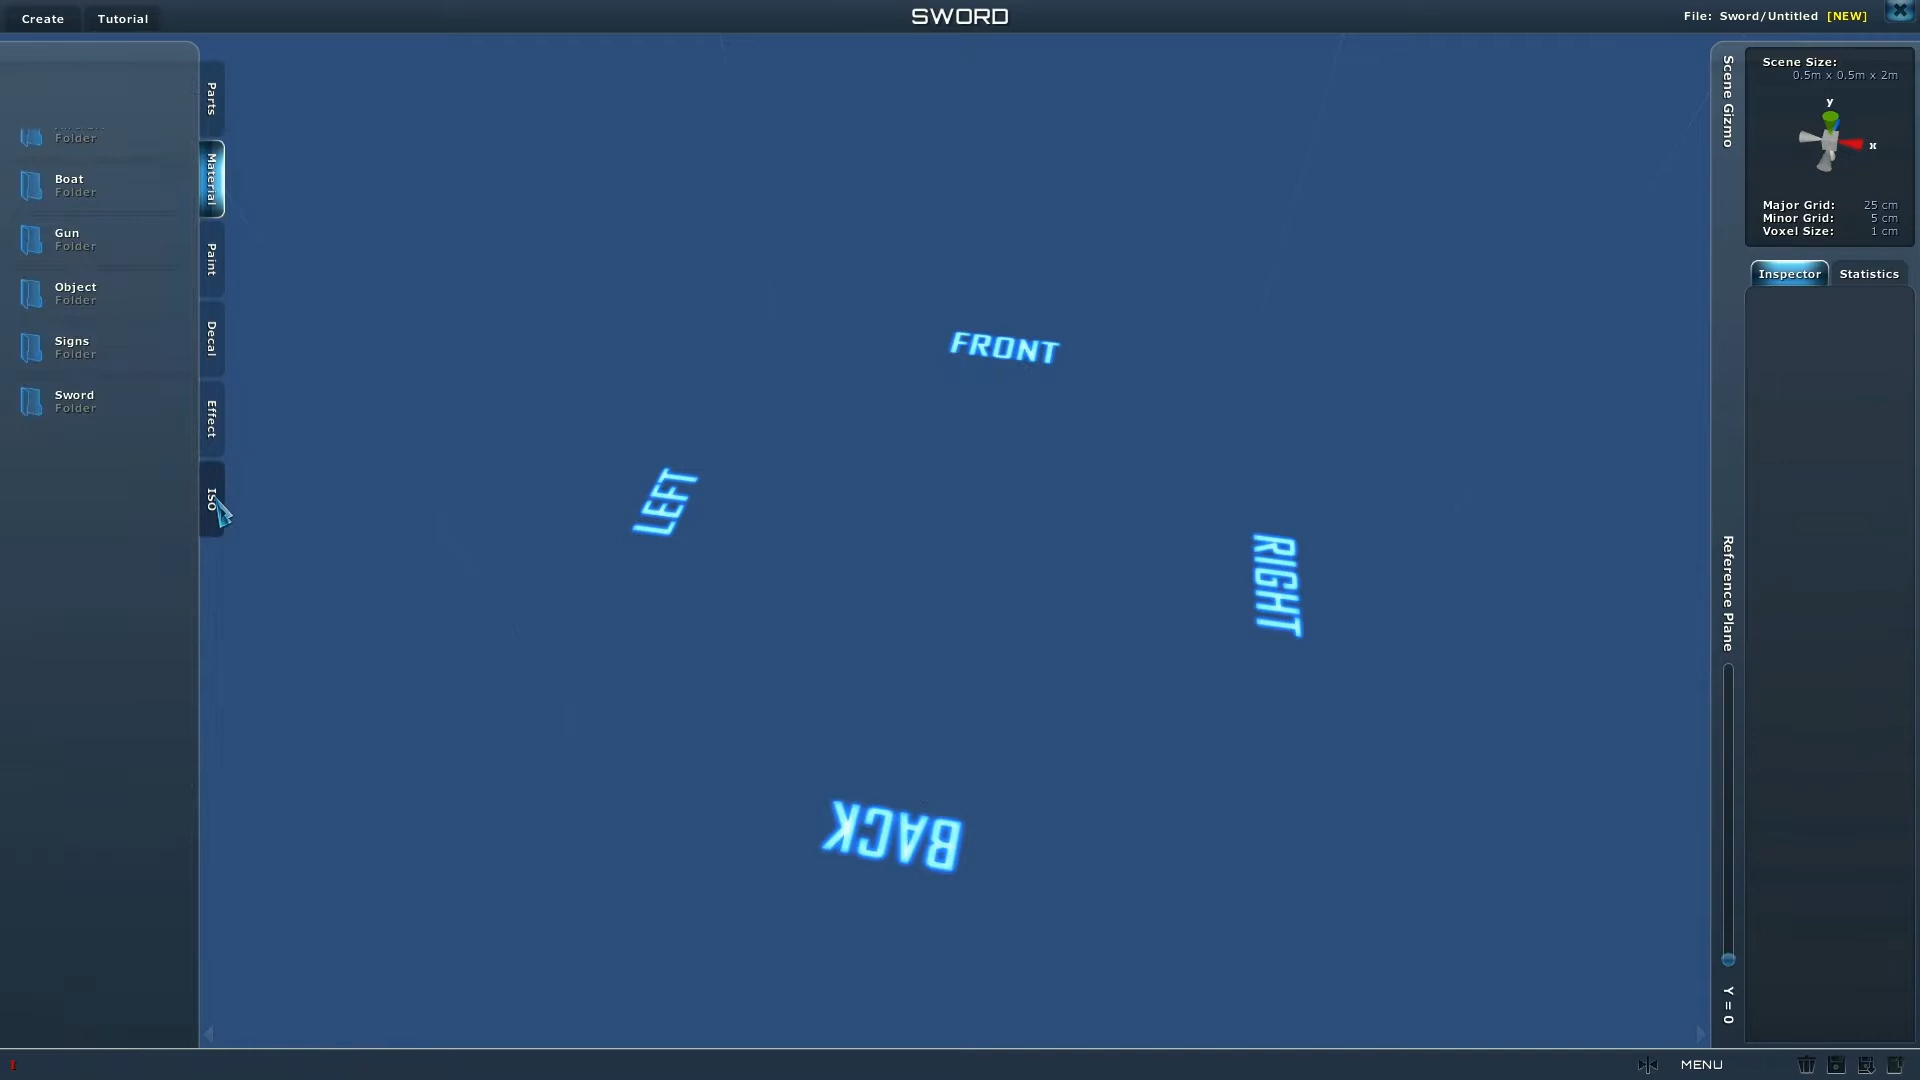 Create
Tutorial
SWORD
File: Sword/Untitled [NEW]
Folder
Boat
Folder
Gun
Folder
Object
Folder
Signs
Folder
Sword
Folder
Parts
Material
Paint
Decal
Effect
ISO
FRONT
LEFT
RIGHT
BACK
Scene Gizmo
Scene Size:
0.5m x 0.5m x 2m
y
x
Major Grid: 25 cm
Minor Grid: 5 cm
Voxel Size: 1 cm
Inspector
Statistics
Reference Plane
Y = 0
MENU